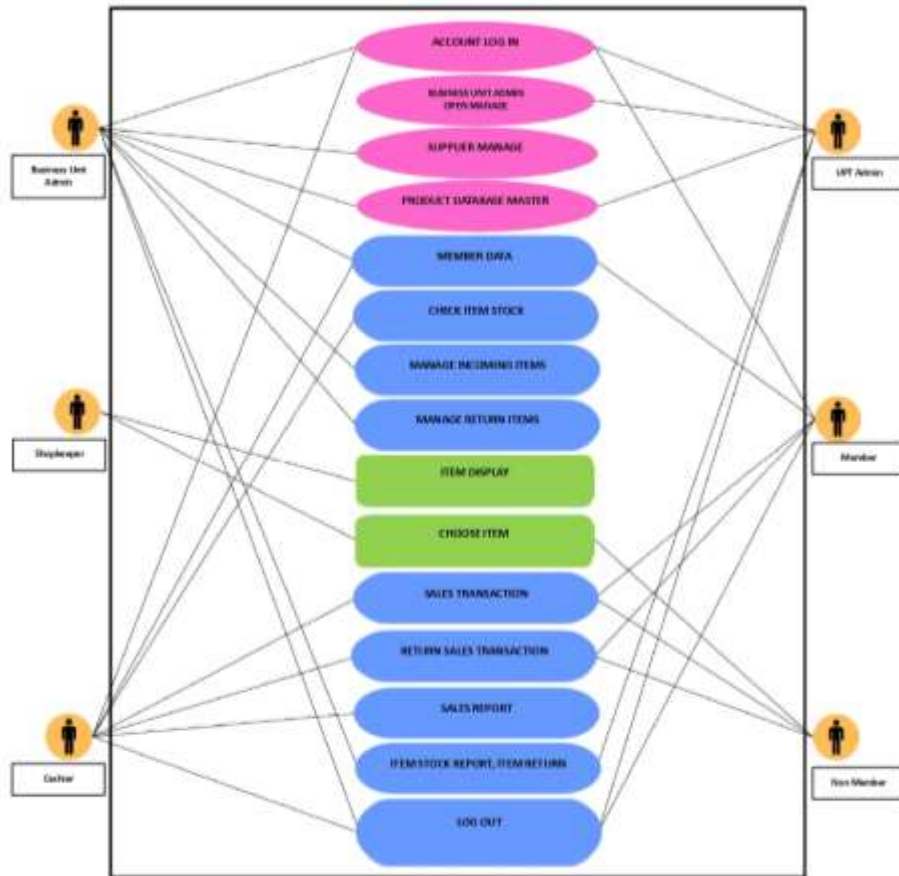 ACCOUNT LOG IN
BUSINESS UNIT ADMIN
OPEN MANAGE
SUPPLIER MANAGE
PRODUCT DATABASE MASTER
Business Unit
Admin
UPT Admin
MEMBER DATA
CHECK ITEM STOCK
MANAGE INCOMING ITEMS
MANAGE RETURN ITEMS
Shopkeeper
Member
ITEM DISPLAY
CHOOSE ITEM
SALES TRANSACTION
RETURN SALES TRANSACTION
SALES REPORT
ITEM STOCK REPORT, ITEM RETURN
Cashier
Non Member
LOG OUT